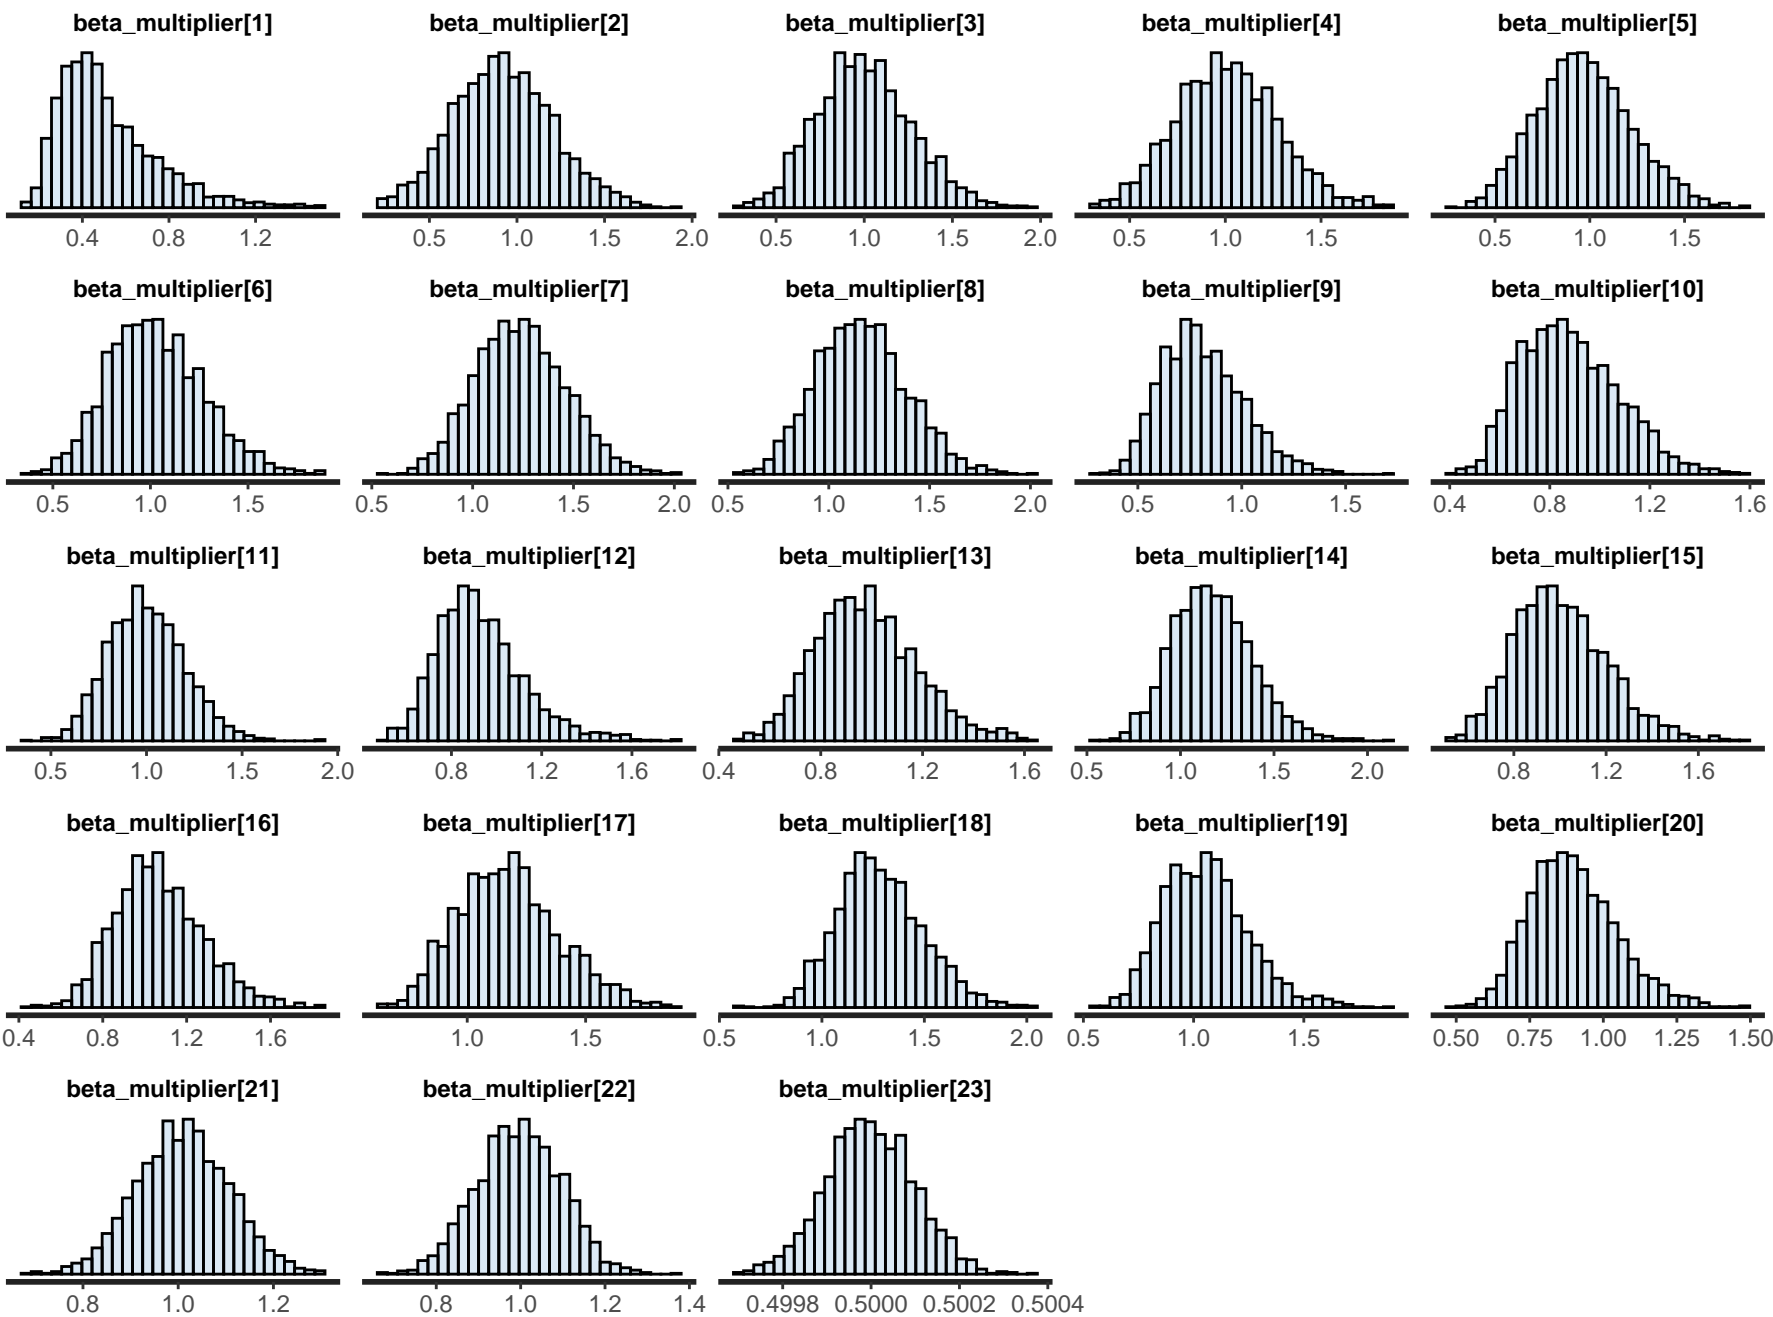 beta_multiplier[1] beta_multiplier[2] beta_multiplier[3] beta_multiplier[4] beta_multiplier[5]
0.4 0.8 1.2 0.5 1.0 1.5 2.0 0.5 1.0 1.5 2.0 0.5 1.0 1.5 0.5 1.0 1.5
beta_multiplier[6] beta_multiplier[7] beta_multiplier[8] beta_multiplier[9] beta_multiplier[10]
0.5 1.0 1.5 0.5 1.0 1.5 2.0 0.5 1.0 1.5 2.0 0.5 1.0 1.5 0.4 0.8 1.2 1.6
beta_multiplier[11] beta_multiplier[12] beta_multiplier[13] beta_multiplier[14] beta_multiplier[15]
0.5 1.0 1.5 2.0 0.8 1.2 1.6 0.4 0.8 1.2 1.6 0.5 1.0 1.5 2.0 0.8 1.2 1.6
beta_multiplier[16] beta_multiplier[17] beta_multiplier[18] beta_multiplier[19] beta_multiplier[20]
0.4 0.8 1.2 1.6 1.0 1.5 0.5 1.0 1.5 2.0 0.5 1.0 1.5 0.50 0.75 1.00 1.25 1.50
beta_multiplier[21] beta_multiplier[22] beta_multiplier[23]
0.8 1.0 1.2 0.8 1.0 1.2 1.4 0.4998 0.5000 0.5002 0.5004